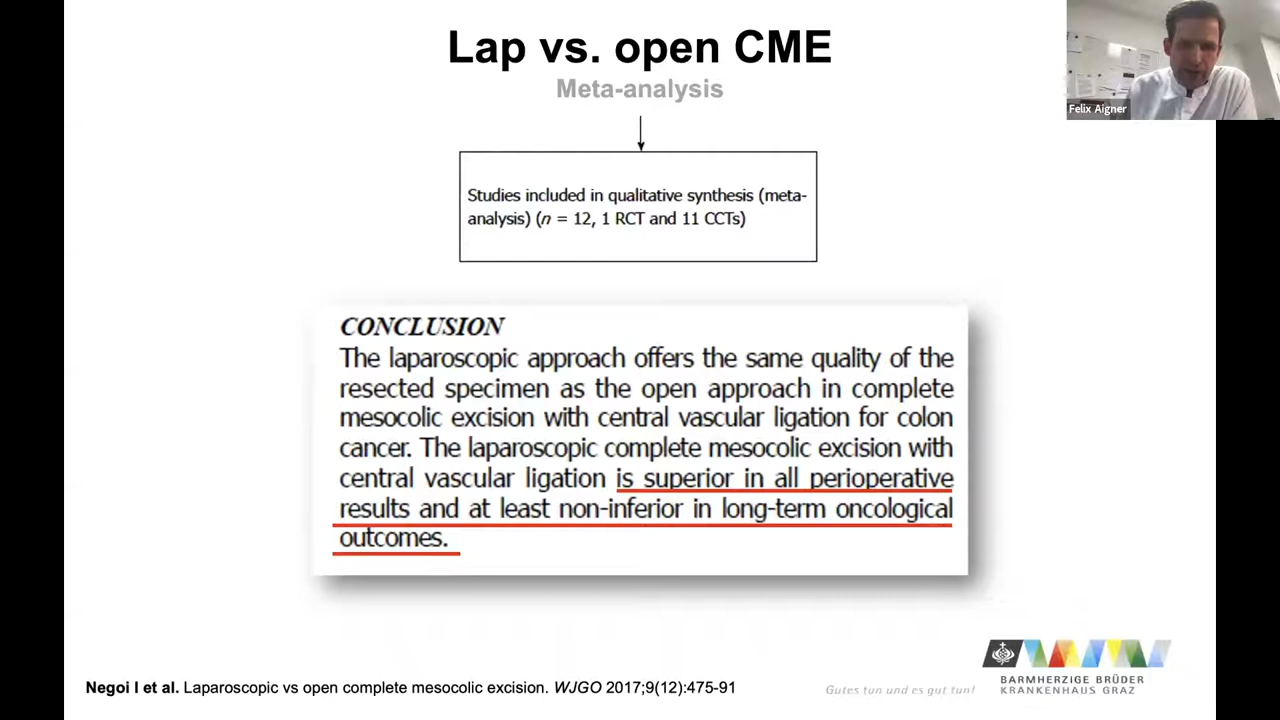 Lap vs. open CME
Meta-analysis
Felix Aigner
Studies included in qualitative synthesis (meta-
analysis) (n = 12, 1 RCT and 11 CCTs)
CONCLUSION
The laparoscopic approach offers the same quality of the
resected specimen as the open approach in complete
mesocolic excision with central vascular ligation for colon
cancer. The laparoscopic complete mesocolic excision with
central vascular ligation is superior in all perioperative
results and at least non-inferior in long-term oncological
outcomes.
Negoi I et al. Laparoscopic vs open complete mesocolic excision. WJGO 2017;9(12):475-91
Gutes tun und es gut tun!
BARMHERZIGE BRÜDER
KRANKENHAUS GRAZ